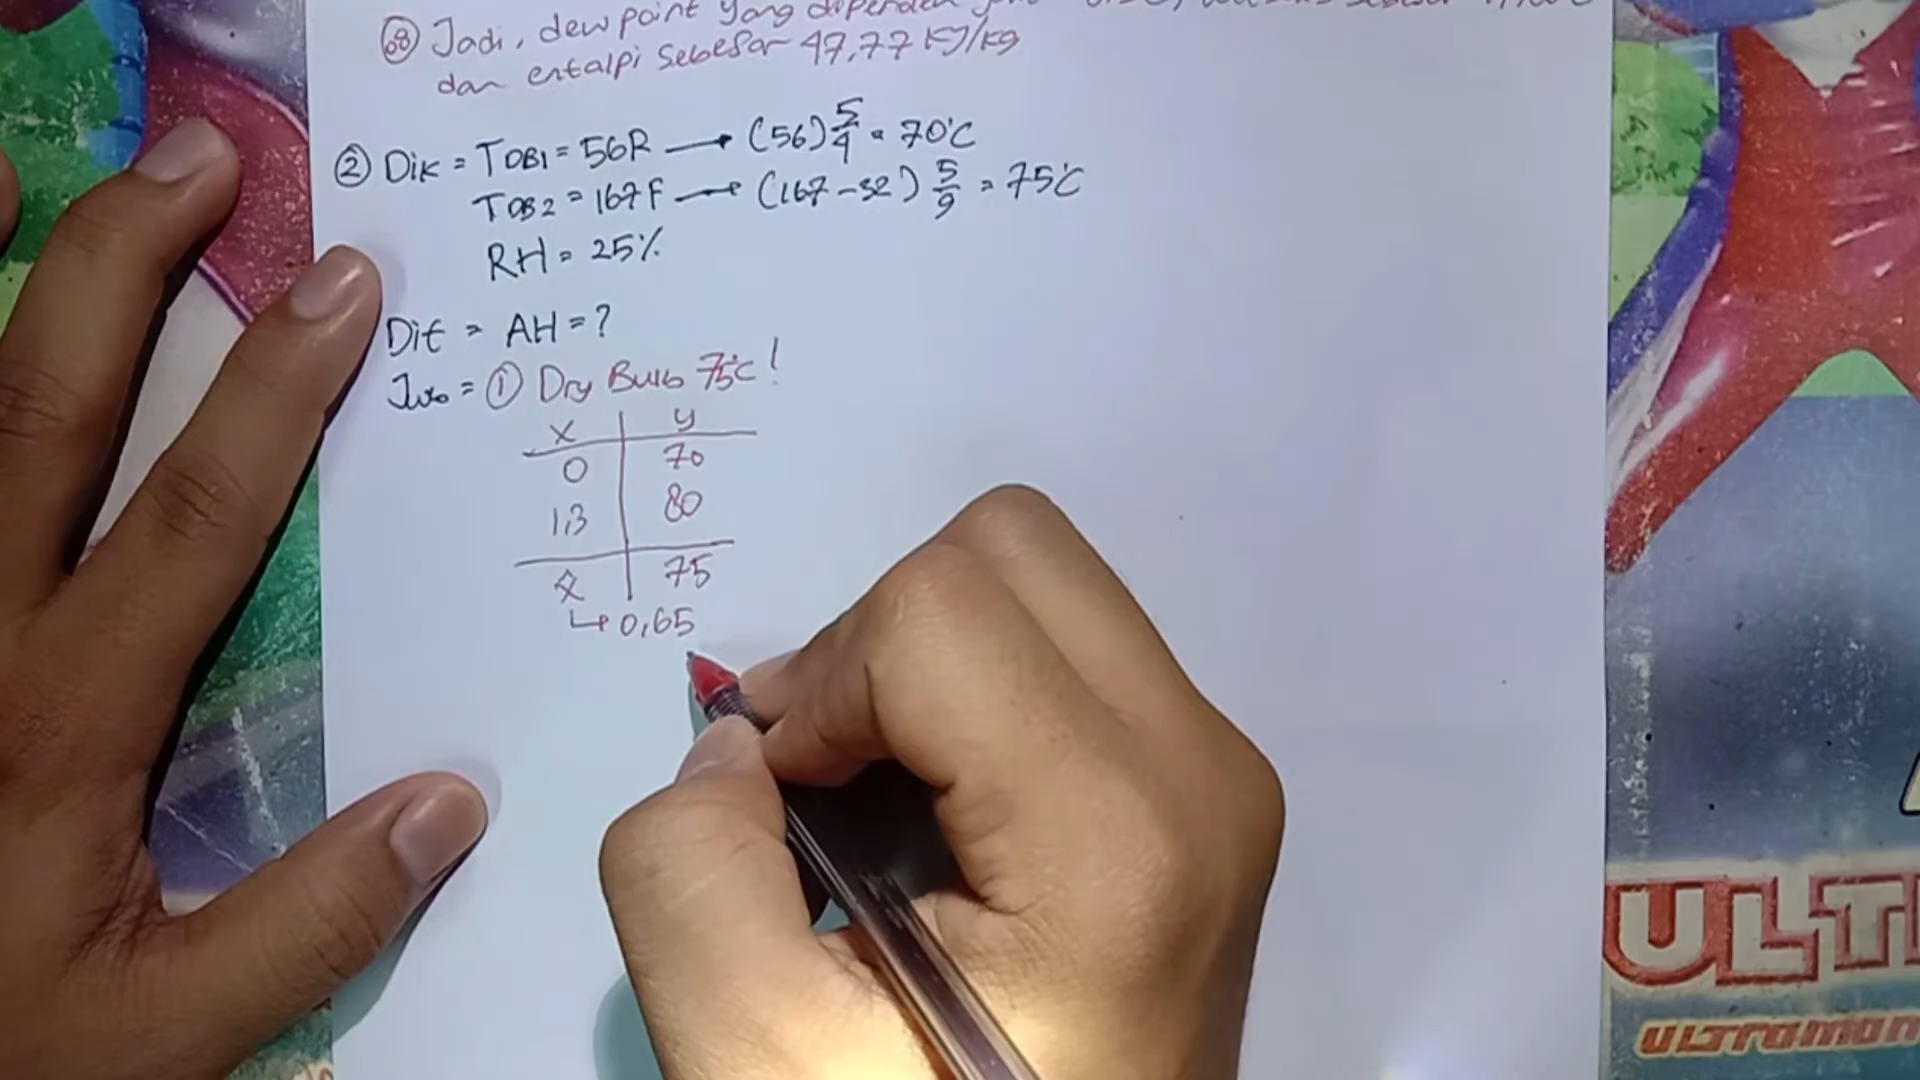 68 Jadi, dew point yang
dan entalpi sebesar 47,77 KJ/Kg
② Dik = TDB1 = 56R → (56) 5/4 = 70°C
TDB2 = 167F → (167-32) 5/9 = 75°C
RH = 25%
Dit = AH = ?
Jwb = ① Dry Bulb 75°C !
x y
0 70
1,3 80
x 75
↳ 0,65
ULT
ULTRAMAN